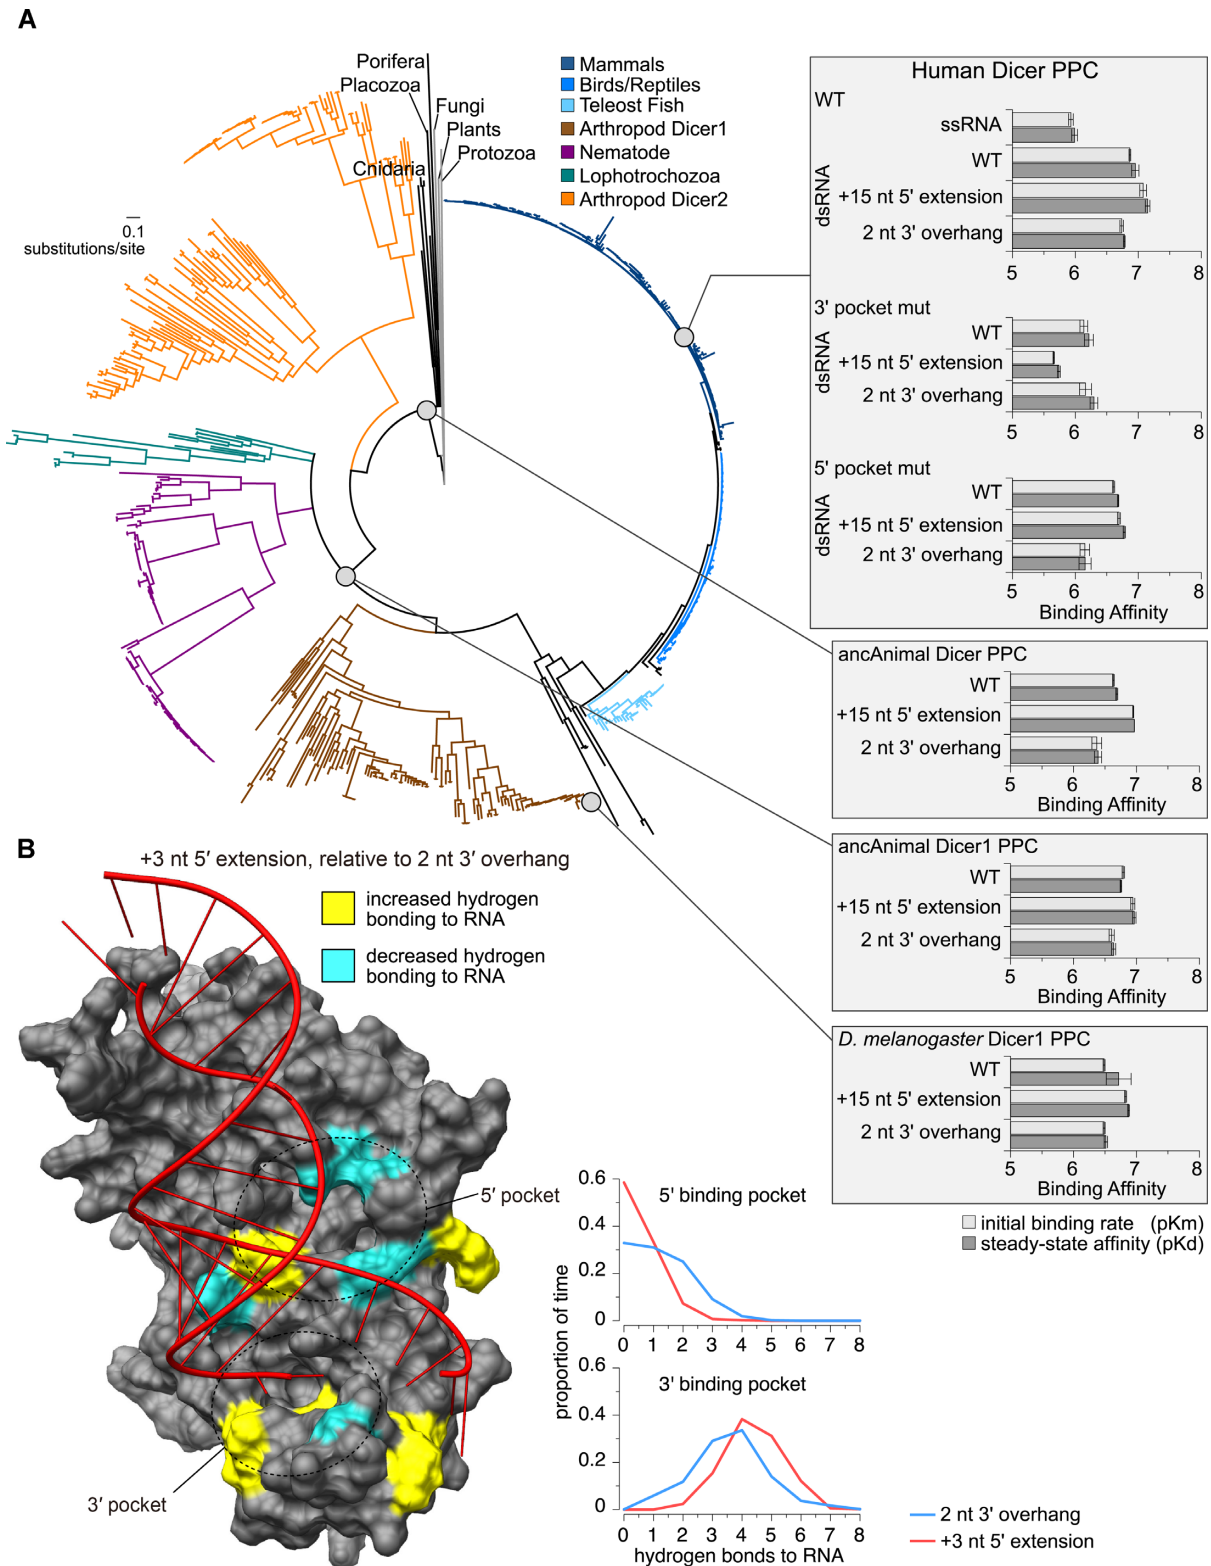 A
Porifera
Placozoa
Fungi
Plants
Protozoa
Cnidaria
Mammals
Birds/Reptiles
Teleost Fish
Arthropod Dicer1
Nematode
Lophotrochozoa
Arthropod Dicer2
0.1
substitutions/site
Human Dicer PPC
WT
ssRNA
dsRNA
WT
+15 nt 5' extension
2 nt 3' overhang
5 6 7 8
3' pocket mut
dsRNA
WT
+15 nt 5' extension
2 nt 3' overhang
5 6 7 8
5' pocket mut
dsRNA
WT
+15 nt 5' extension
2 nt 3' overhang
5 6 7 8
Binding Affinity
ancAnimal Dicer PPC
WT
+15 nt 5' extension
2 nt 3' overhang
5 6 7 8
Binding Affinity
ancAnimal Dicer1 PPC
WT
+15 nt 5' extension
2 nt 3' overhang
5 6 7 8
Binding Affinity
D. melanogaster Dicer1 PPC
WT
+15 nt 5' extension
2 nt 3' overhang
5 6 7 8
Binding Affinity
initial binding rate (pKm)
steady-state affinity (pKd)
B
+3 nt 5′ extension, relative to 2 nt 3′ overhang
increased hydrogen
bonding to RNA
decreased hydrogen
bonding to RNA
5′ pocket
3′ pocket
proportion of time
5' binding pocket
0.6
0.4
0.2
0
0 1 2 3 4 5 6 7 8
3' binding pocket
0.6
0.4
0.2
0
0 1 2 3 4 5 6 7 8
hydrogen bonds to RNA
2 nt 3' overhang
+3 nt 5' extension